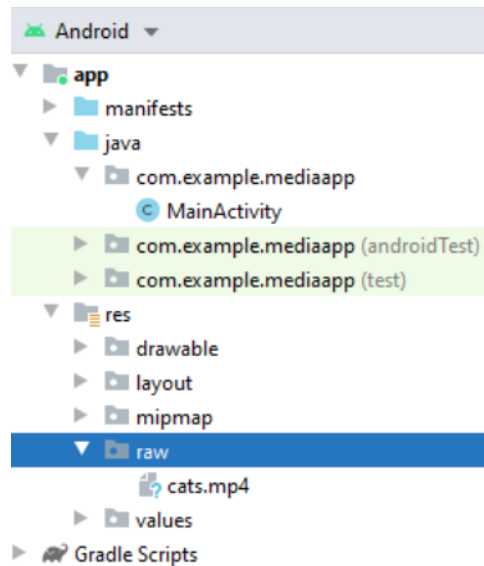 Android
app
manifests
java
com.example.mediaapp
MainActivity
com.example.mediaapp (androidTest)
com.example.mediaapp (test)
res
drawable
layout
mipmap
raw
cats.mp4
values
Gradle Scripts